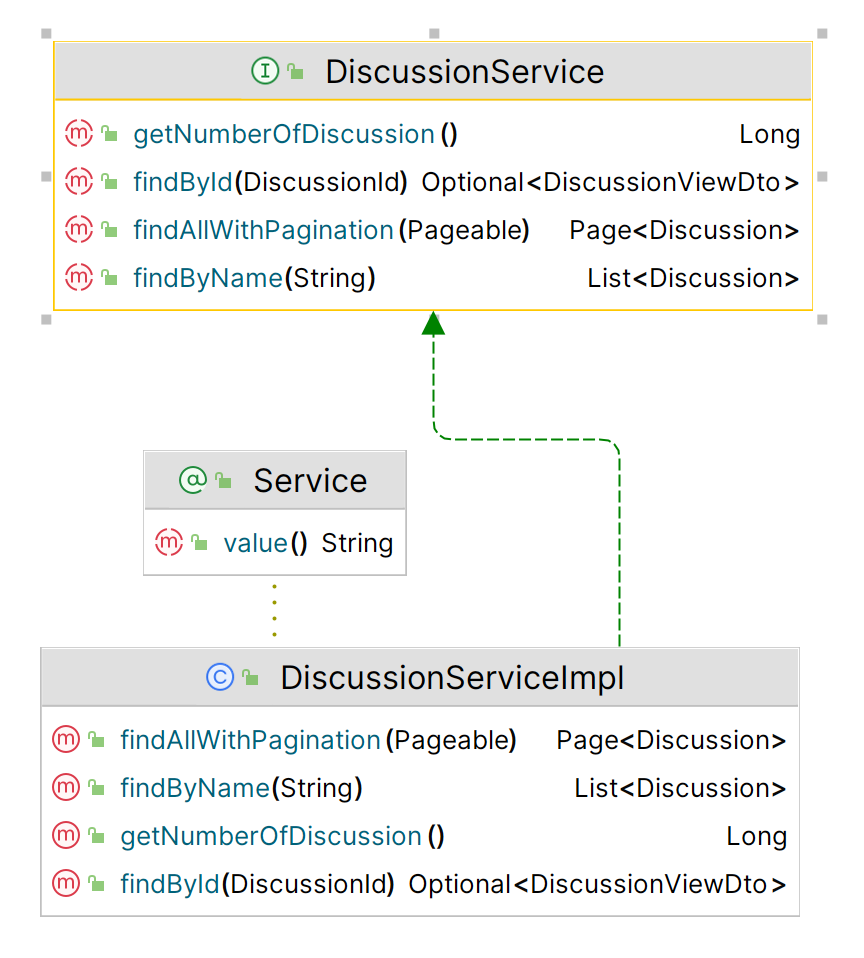 I DiscussionService
m getNumberOfDiscussion() Long
m findById(DiscussionId) Optional<DiscussionViewDto>
m findAllWithPagination(Pageable) Page<Discussion>
m findByName(String) List<Discussion>
@ Service
m value() String
C DiscussionServiceImpl
m findAllWithPagination(Pageable) Page<Discussion>
m findByName(String) List<Discussion>
m getNumberOfDiscussion() Long
m findById(DiscussionId) Optional<DiscussionViewDto>